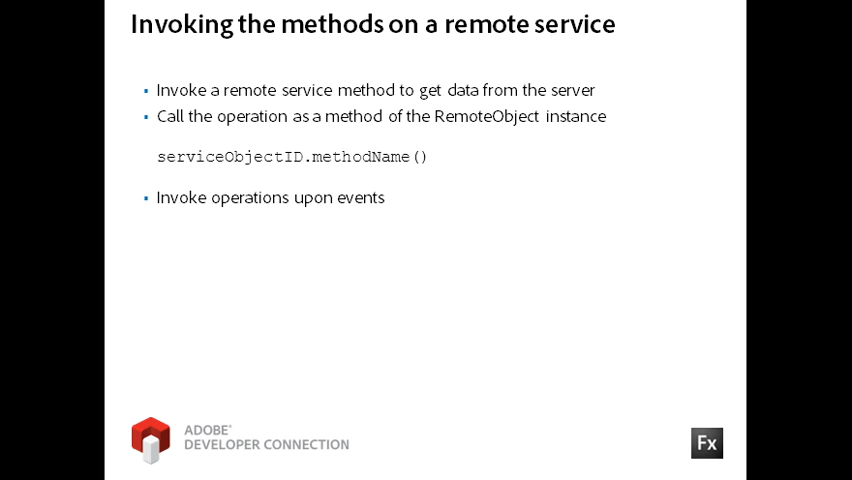 Invoking the methods on a remote service
▪ Invoke a remote service method to get data from the server
▪ Call the operation as a method of the RemoteObject instance
serviceObjectID.methodName()
▪ Invoke operations upon events
ADOBE®
DEVELOPER CONNECTION
Fx